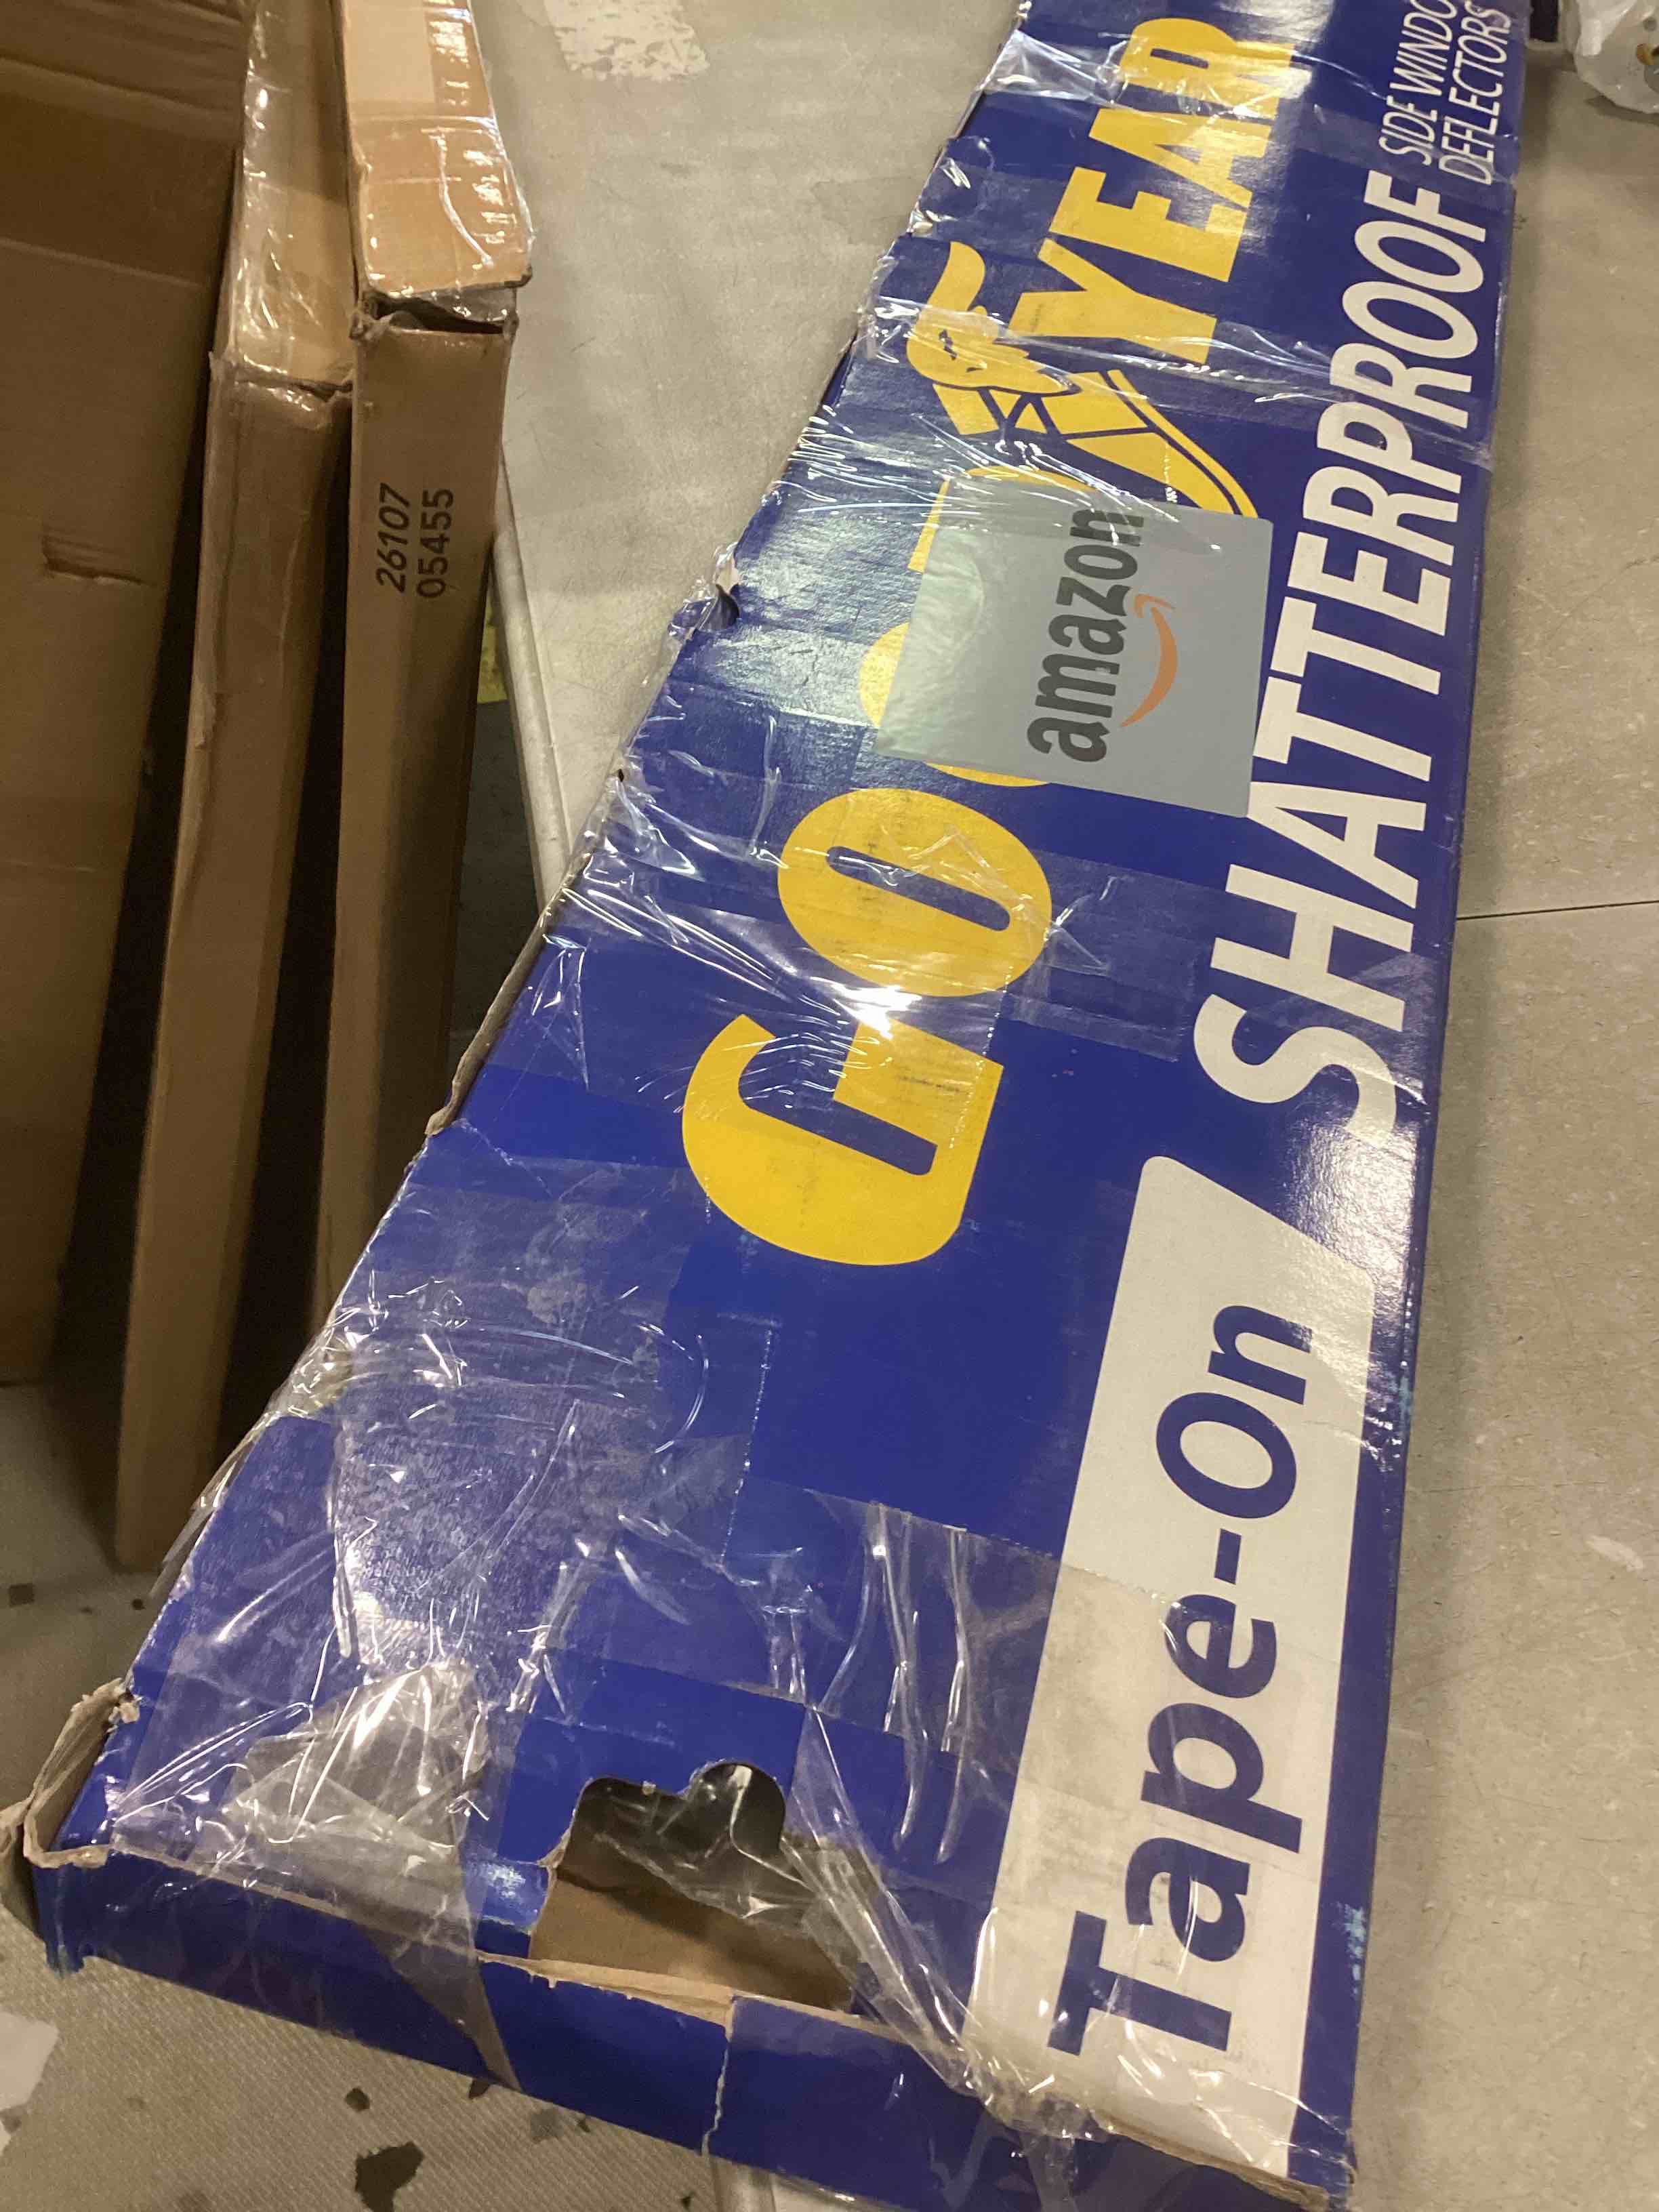 26107
05455
GOODYEAR
amazon
Tape-On SHATTERPROOF SIDE WINDO
DEFLECTORS